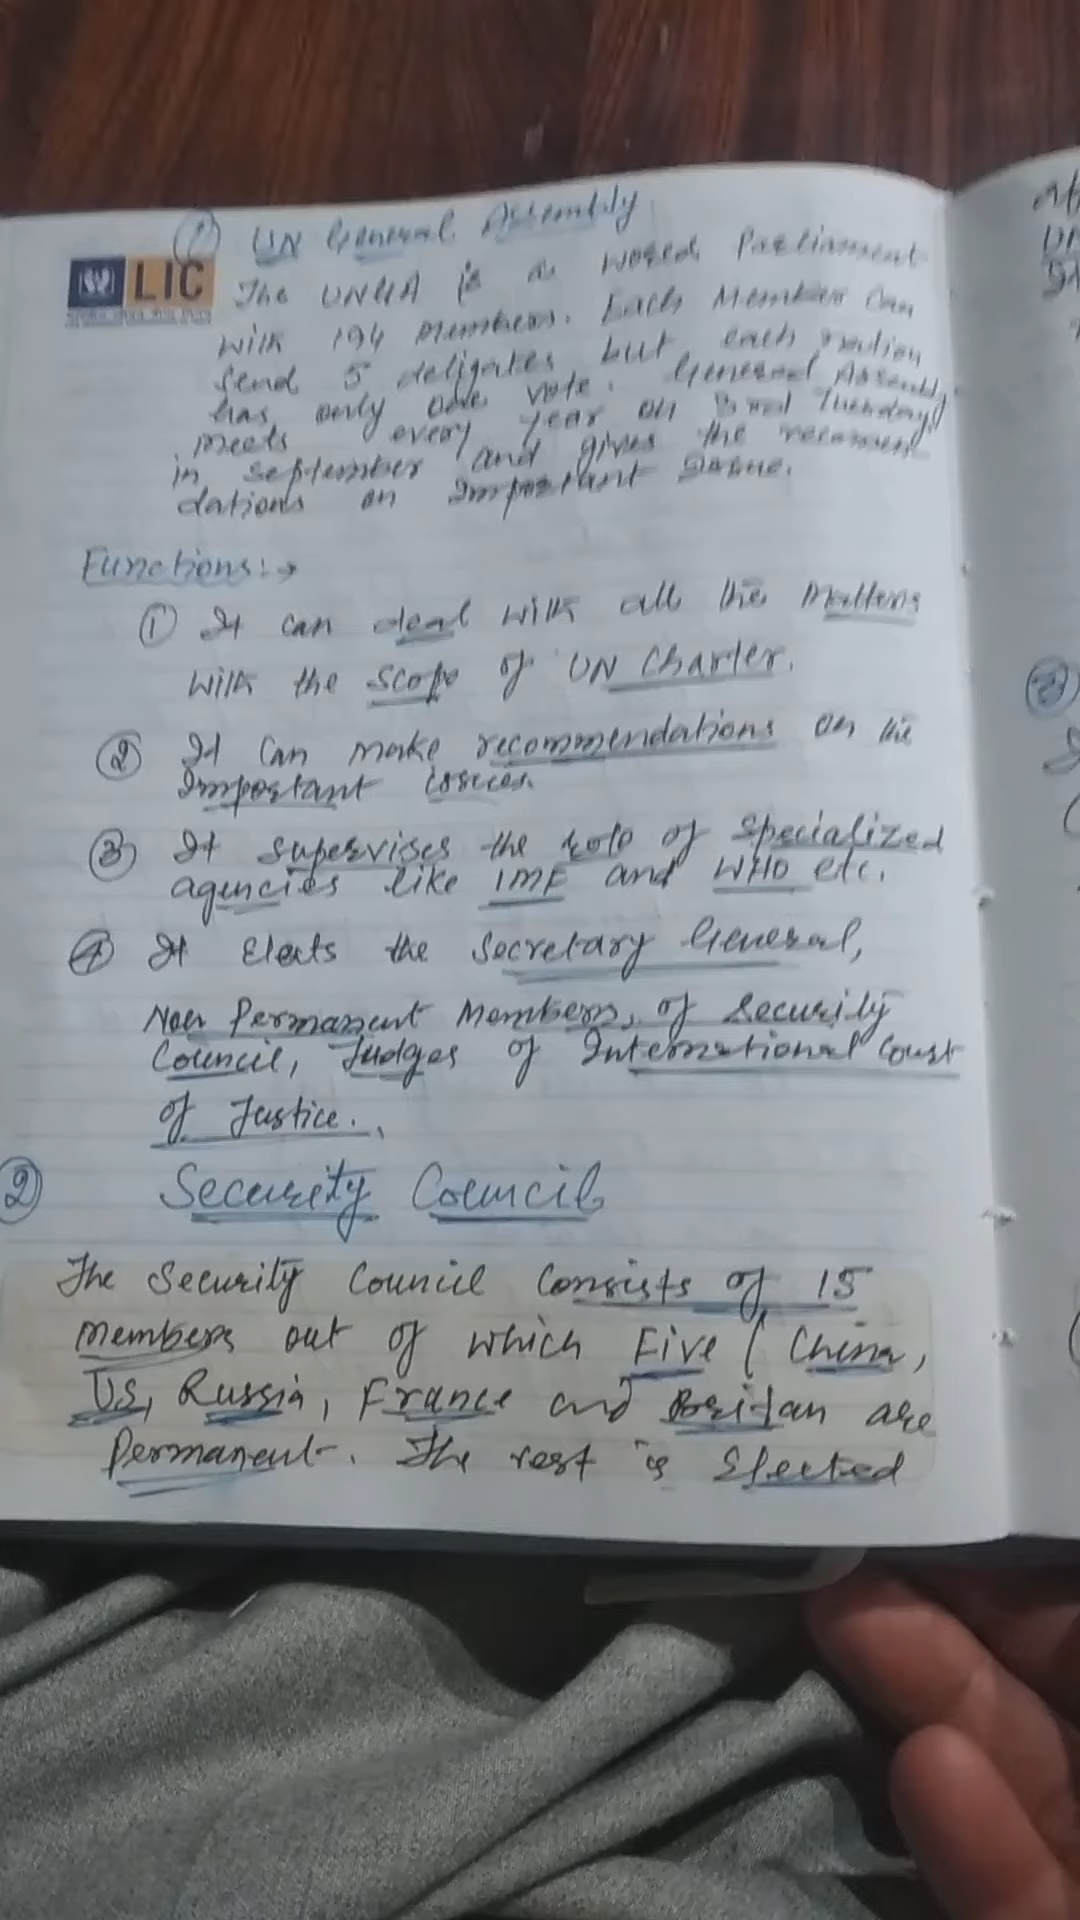 ① UN General Assembly
LIC
The UNGA is a World Parliament
with 194 members. Each Member can
send 5 deligates but each nation
has only one vote. General Assembly
meets every year on 3rd Tuesday
in september and gives the recommen
dations on Important Issue.
Functions:→
① It can deal with all the matters
with the scope of UN Charter.
② It can make recommendations on the
Important issues.
③ It supervises the role of specialized
agencies like IMF and WHO etc.
④ It Elects the Secretary General,
Non Permanent Members, of Security
Council, Judges of International Court
of Justice.
② Security Council
The Security Council Consists of 15
members out of which Five (China,
US, Russia, France and Britan are
Permanent. The rest is Elected